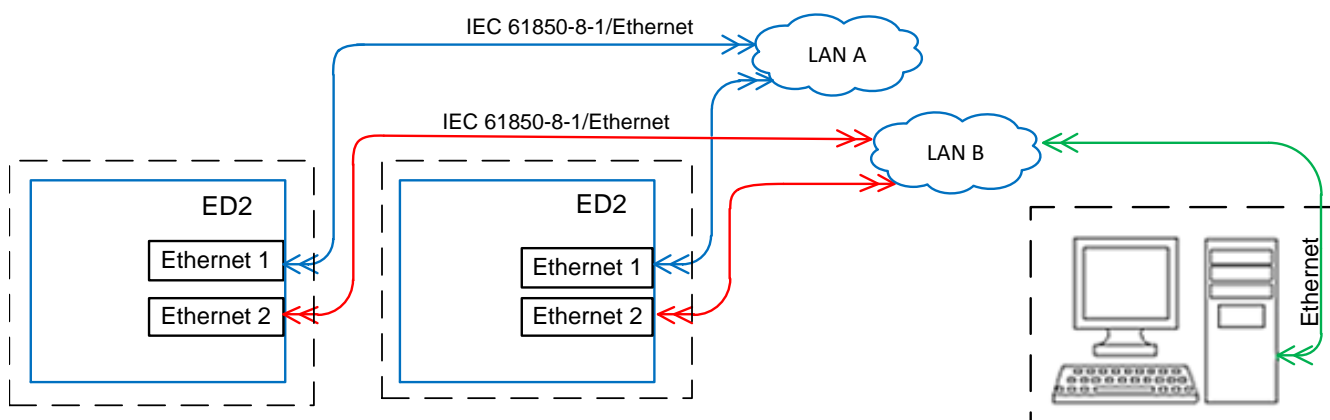 IEC 61850-8-1/Ethernet
LAN A
IEC 61850-8-1/Ethernet
LAN B
ED2
Ethernet 1
Ethernet 2
ED2
Ethernet 1
Ethernet 2
Ethernet